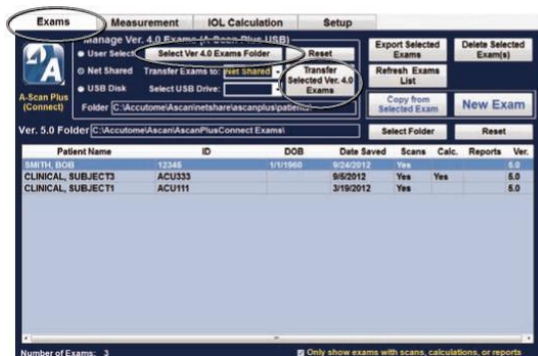 Exams Measurement IOL Calculation Setup
Manage Ver. 4.0 Exams (A-Scan Plus USB)
User Select Select Ver 4.0 Exams Folder Reset
Net Shared Transfer Exams to: Net Shared
Transfer Selected Ver. 4.0 Exams
USB Disk Select USB Drive:
Folder C:\Accutome\Ascan\netshare\ascanplus\patients\
Export Selected Exams
Delete Selected Exam(s)
Refresh Exams List
Copy from Selected Exam
New Exam
A-Scan Plus
(Connect)
Ver. 5.0 Folder C:\Accutome\Ascan\AscanPlusConnect Exams\ Select Folder Reset
Patient Name ID DOB Date Saved Scans Calc. Reports Ver.
SMITH, BOB 12345 1/1/1960 9/24/2012 Yes 5.0
CLINICAL, SUBJECT3 ACU333 9/5/2012 Yes Yes 5.0
CLINICAL, SUBJECT1 ACU111 3/19/2012 Yes 5.0
Number of Exams: 3 Only show exams with scans, calculations, or reports